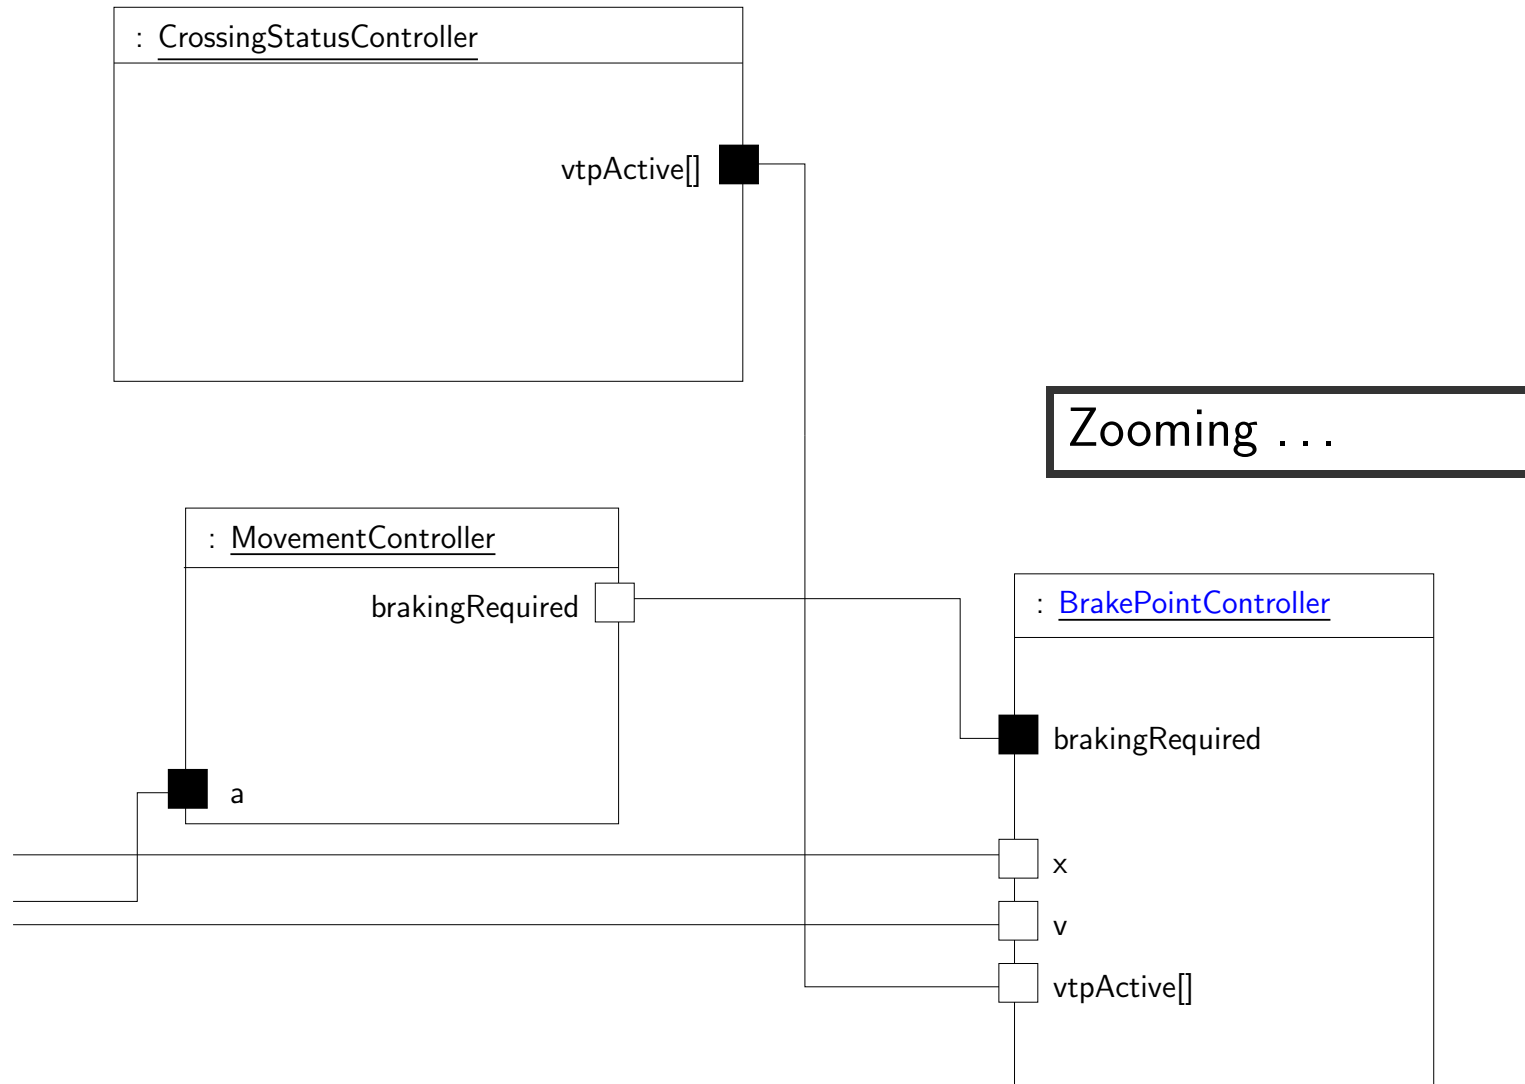 : CrossingStatusController
vtpActive[]
Zooming . . .
: MovementController
brakingRequired
a
: BrakePointController
brakingRequired
x
v
vtpActive[]